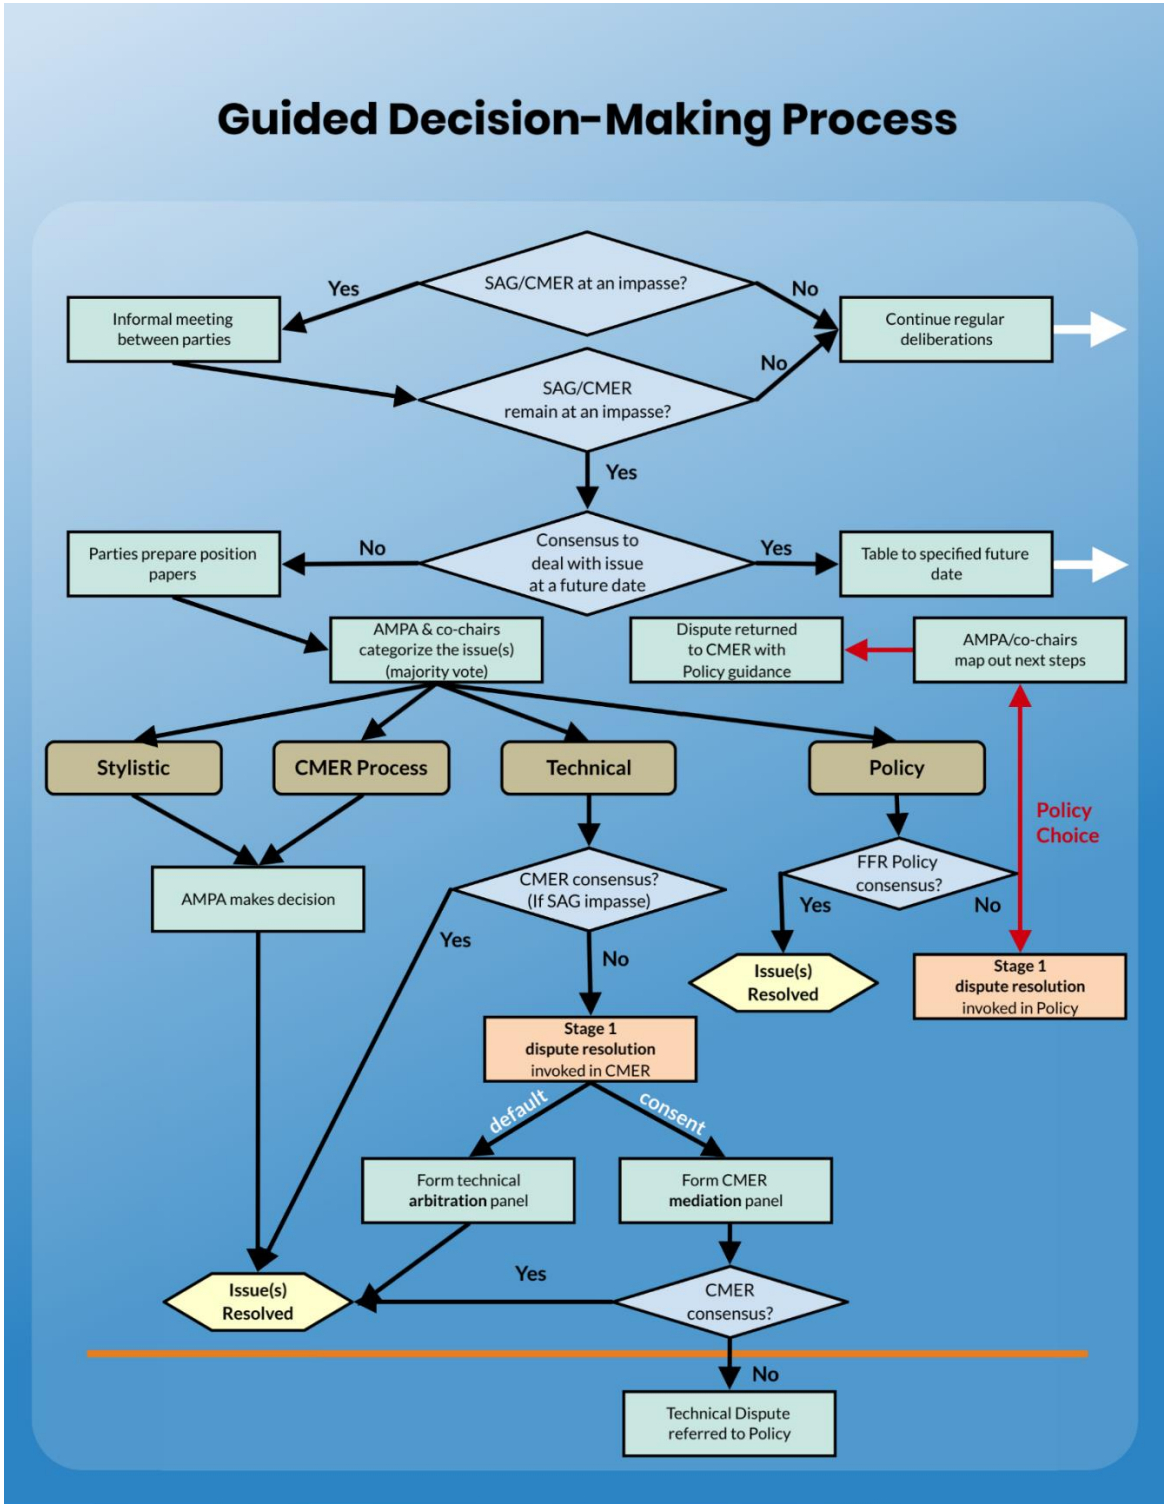 Guided Decision-Making Process
SAG/CMER at an impasse?
Yes
No
Informal meeting
between parties
Continue regular
deliberations
No
SAG/CMER
remain at an impasse?
Yes
Parties prepare position
papers
No
Consensus to
deal with issue
at a future date
Yes
Table to specified future
date
AMPA & co-chairs
categorize the issue(s)
(majority vote)
Dispute returned
to CMER with
Policy guidance
AMPA/co-chairs
map out next steps
Stylistic
CMER Process
Technical
Policy
Policy
Choice
AMPA makes decision
CMER consensus?
(If SAG impasse)
FFR Policy
consensus?
Yes
No
Yes
No
Issue(s)
Resolved
Stage 1
dispute resolution
invoked in Policy
Stage 1
dispute resolution
invoked in CMER
default
consent
Form technical
arbitration panel
Form CMER
mediation panel
Issue(s)
Resolved
Yes
CMER
consensus?
No
Technical Dispute
referred to Policy